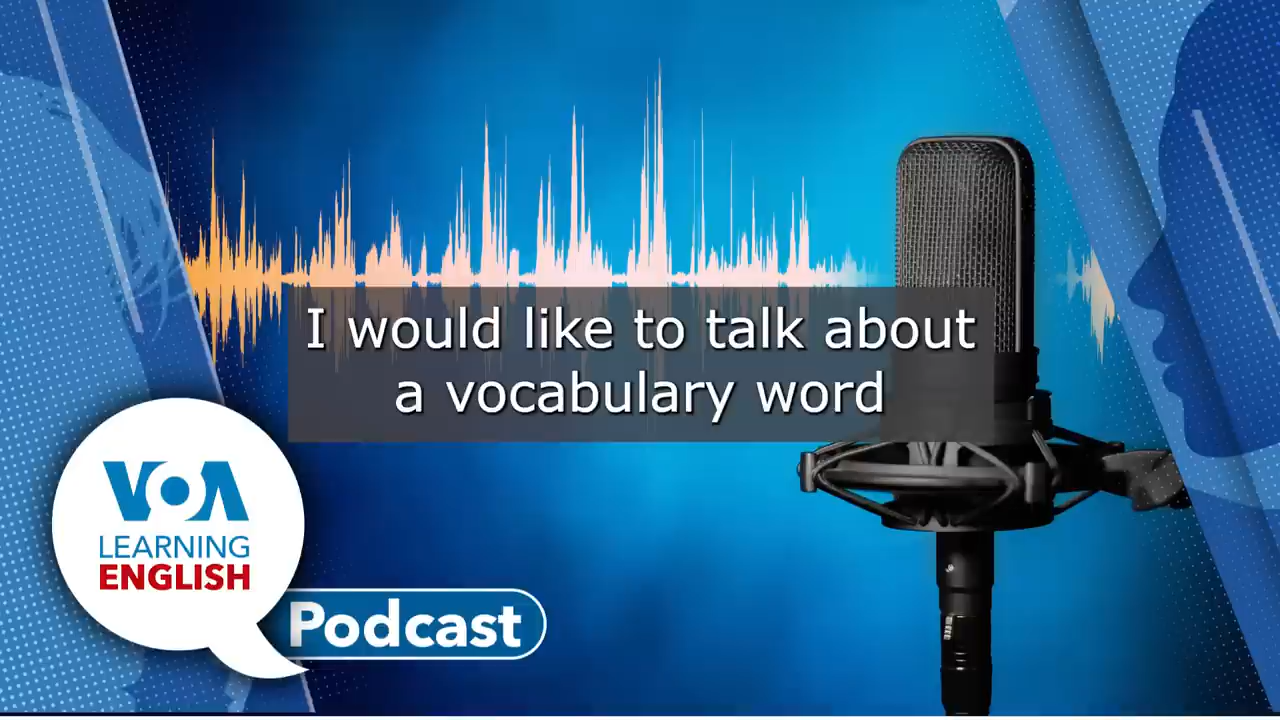 I would like to talk about
a vocabulary word
VOA
LEARNING
ENGLISH
Podcast